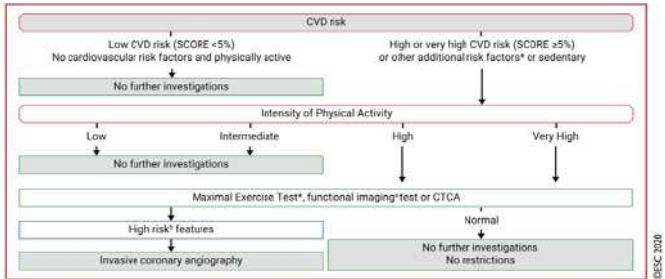 CVD risk
Low CVD risk (SCORE <5%)
No cardiovascular risk factors and physically active
High or very high CVD risk (SCORE ≥5%)
or other additional risk factors* or sedentary
No further investigations
Intensity of Physical Activity
Low
Intermediate
High
Very High
No further investigations
Maximal Exercise Testᵃ, functional imagingᵃ test or CTCA
High riskᵇ features
Normal
Invasive coronary angiography
No further investigations
No restrictions
©ESC 2020